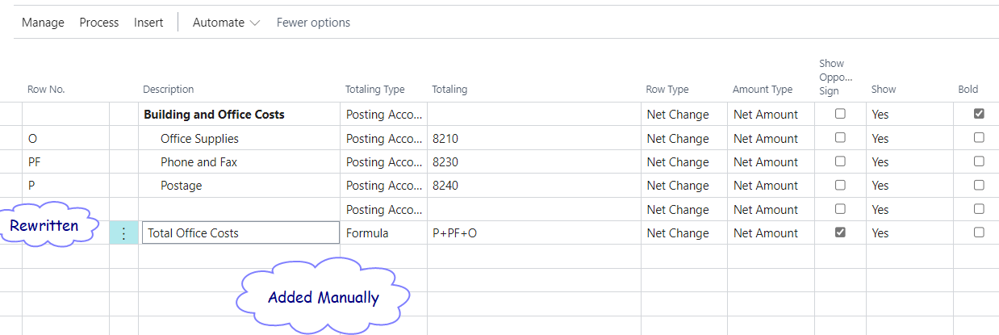 Manage Process Insert Automate Fewer options
Show
Oppo...
Row No. Description Totaling Type Totaling Row Type Amount Type Sign Show Bold
Building and Office Costs Posting Acco... Net Change Net Amount Yes
O Office Supplies Posting Acco... 8210 Net Change Net Amount Yes
PF Phone and Fax Posting Acco... 8230 Net Change Net Amount Yes
P Postage Posting Acco... 8240 Net Change Net Amount Yes
Posting Acco... Net Change Net Amount Yes
Rewritten
Total Office Costs Formula P+PF+O Net Change Net Amount Yes
Added Manually